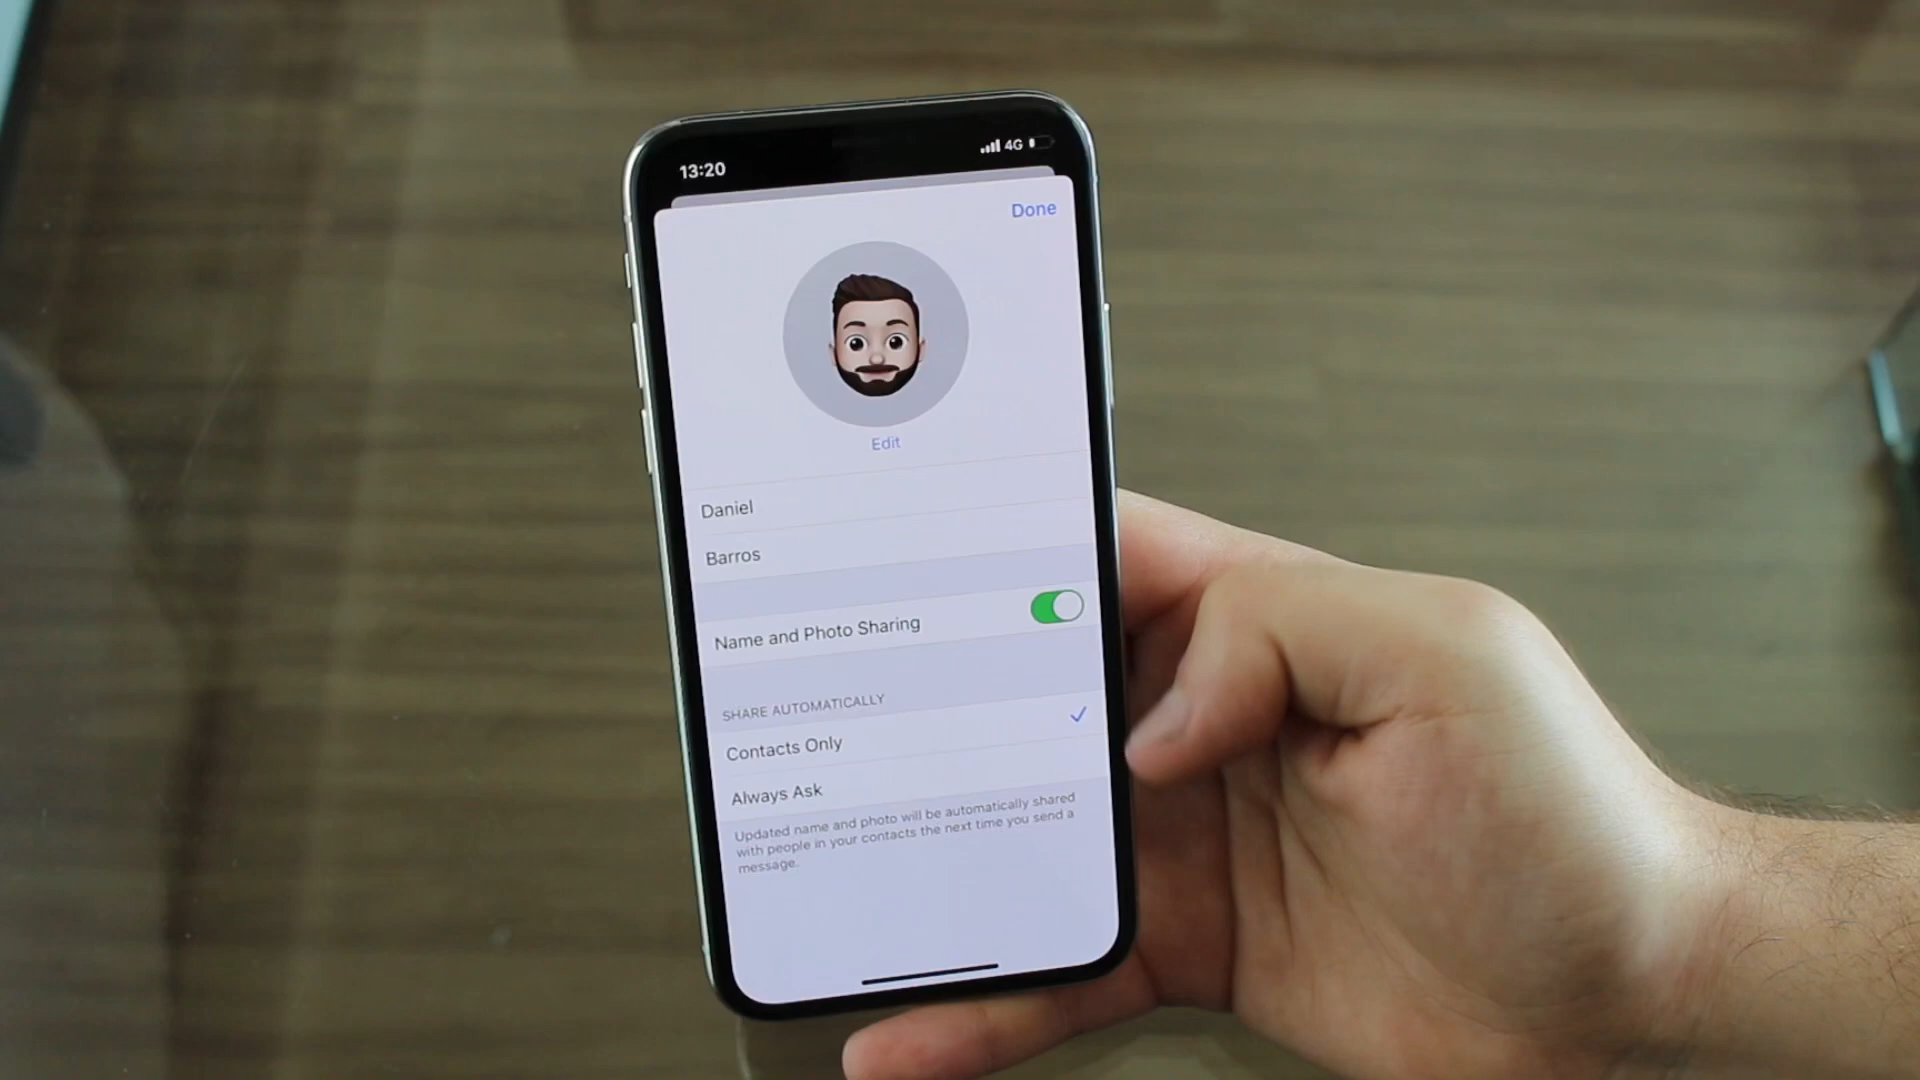 13:20
4G
Done
Edit
Daniel
Barros
Name and Photo Sharing
SHARE AUTOMATICALLY
Contacts Only
Always Ask
Updated name and photo will be automatically shared
with people in your contacts the next time you send a
message.